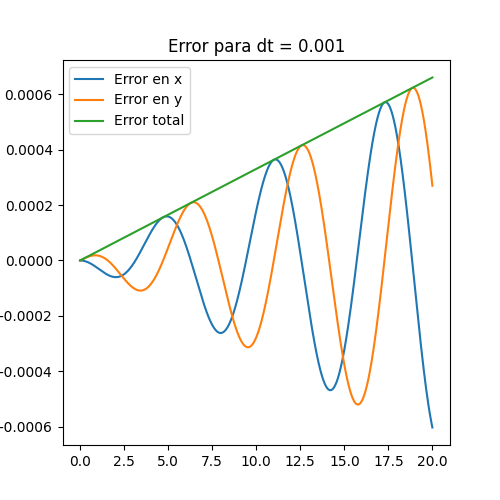 Error para dt = 0.001
Error en x
Error en y
Error total
0.0006
0.0004
0.0002
0.0000
-0.0002
-0.0004
-0.0006
0.0 2.5 5.0 7.5 10.0 12.5 15.0 17.5 20.0